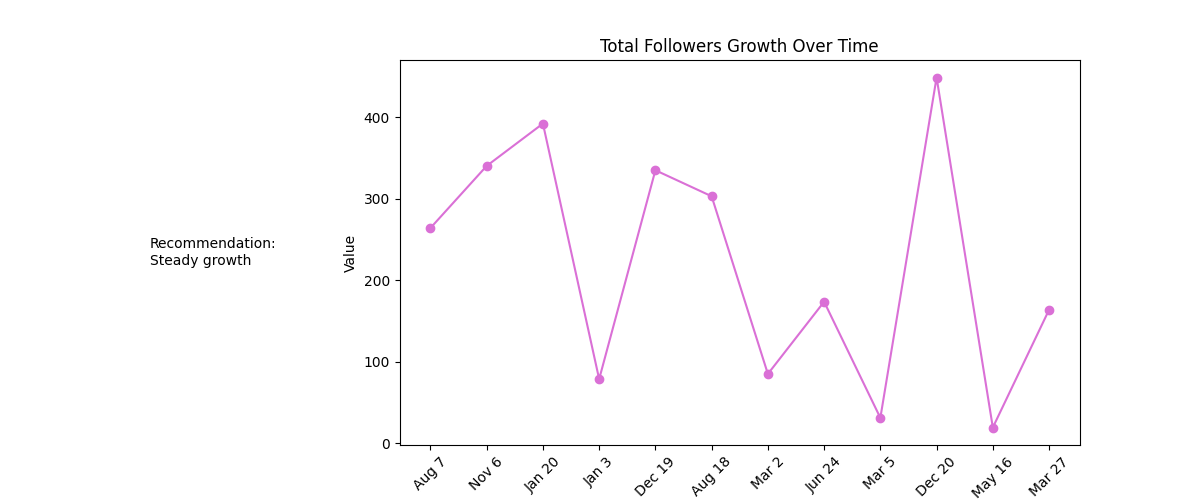 Total Followers Growth Over Time
Recommendation:
Steady growth
Value
400
300
200
100
0
Aug 7
Nov 6
Jan 20
Jan 3
Dec 19
Aug 18
Mar 2
Jun 24
Mar 5
Dec 20
May 16
Mar 27